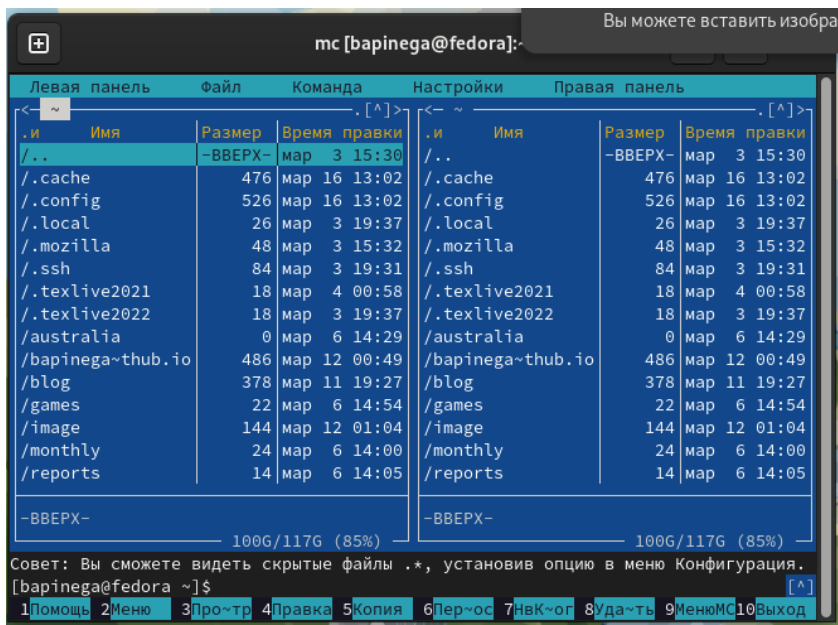 Вы можете вставить изобра
mc [bapinega@fedora]:~
Левая панель Файл Команда Настройки Правая панель
<— ~ .[^]> <— ~ .[^]>
.и Имя Размер Время правки .и Имя Размер Время правки
/.. -ВВЕРХ- мар 3 15:30 /.. -ВВЕРХ- мар 3 15:30
/.cache 476 мар 16 13:02 /.cache 476 мар 16 13:02
/.config 526 мар 16 13:02 /.config 526 мар 16 13:02
/.local 26 мар 3 19:37 /.local 26 мар 3 19:37
/.mozilla 48 мар 3 15:32 /.mozilla 48 мар 3 15:32
/.ssh 84 мар 3 19:31 /.ssh 84 мар 3 19:31
/.texlive2021 18 мар 4 00:58 /.texlive2021 18 мар 4 00:58
/.texlive2022 18 мар 3 19:37 /.texlive2022 18 мар 3 19:37
/australia 0 мар 6 14:29 /australia 0 мар 6 14:29
/bapinega~thub.io 486 мар 12 00:49 /bapinega~thub.io 486 мар 12 00:49
/blog 378 мар 11 19:27 /blog 378 мар 11 19:27
/games 22 мар 6 14:54 /games 22 мар 6 14:54
/image 144 мар 12 01:04 /image 144 мар 12 01:04
/monthly 24 мар 6 14:00 /monthly 24 мар 6 14:00
/reports 14 мар 6 14:05 /reports 14 мар 6 14:05
-ВВЕРХ- -ВВЕРХ-
100G/117G (85%) 100G/117G (85%)
Совет: Вы сможете видеть скрытые файлы .*, установив опцию в меню Конфигурация.
[bapinega@fedora ~]$ [^]
1Помощь 2Меню 3Про~тр 4Правка 5Копия 6Пер~ос 7НвК~ог 8Уда~ть 9МенюМС 10Выход